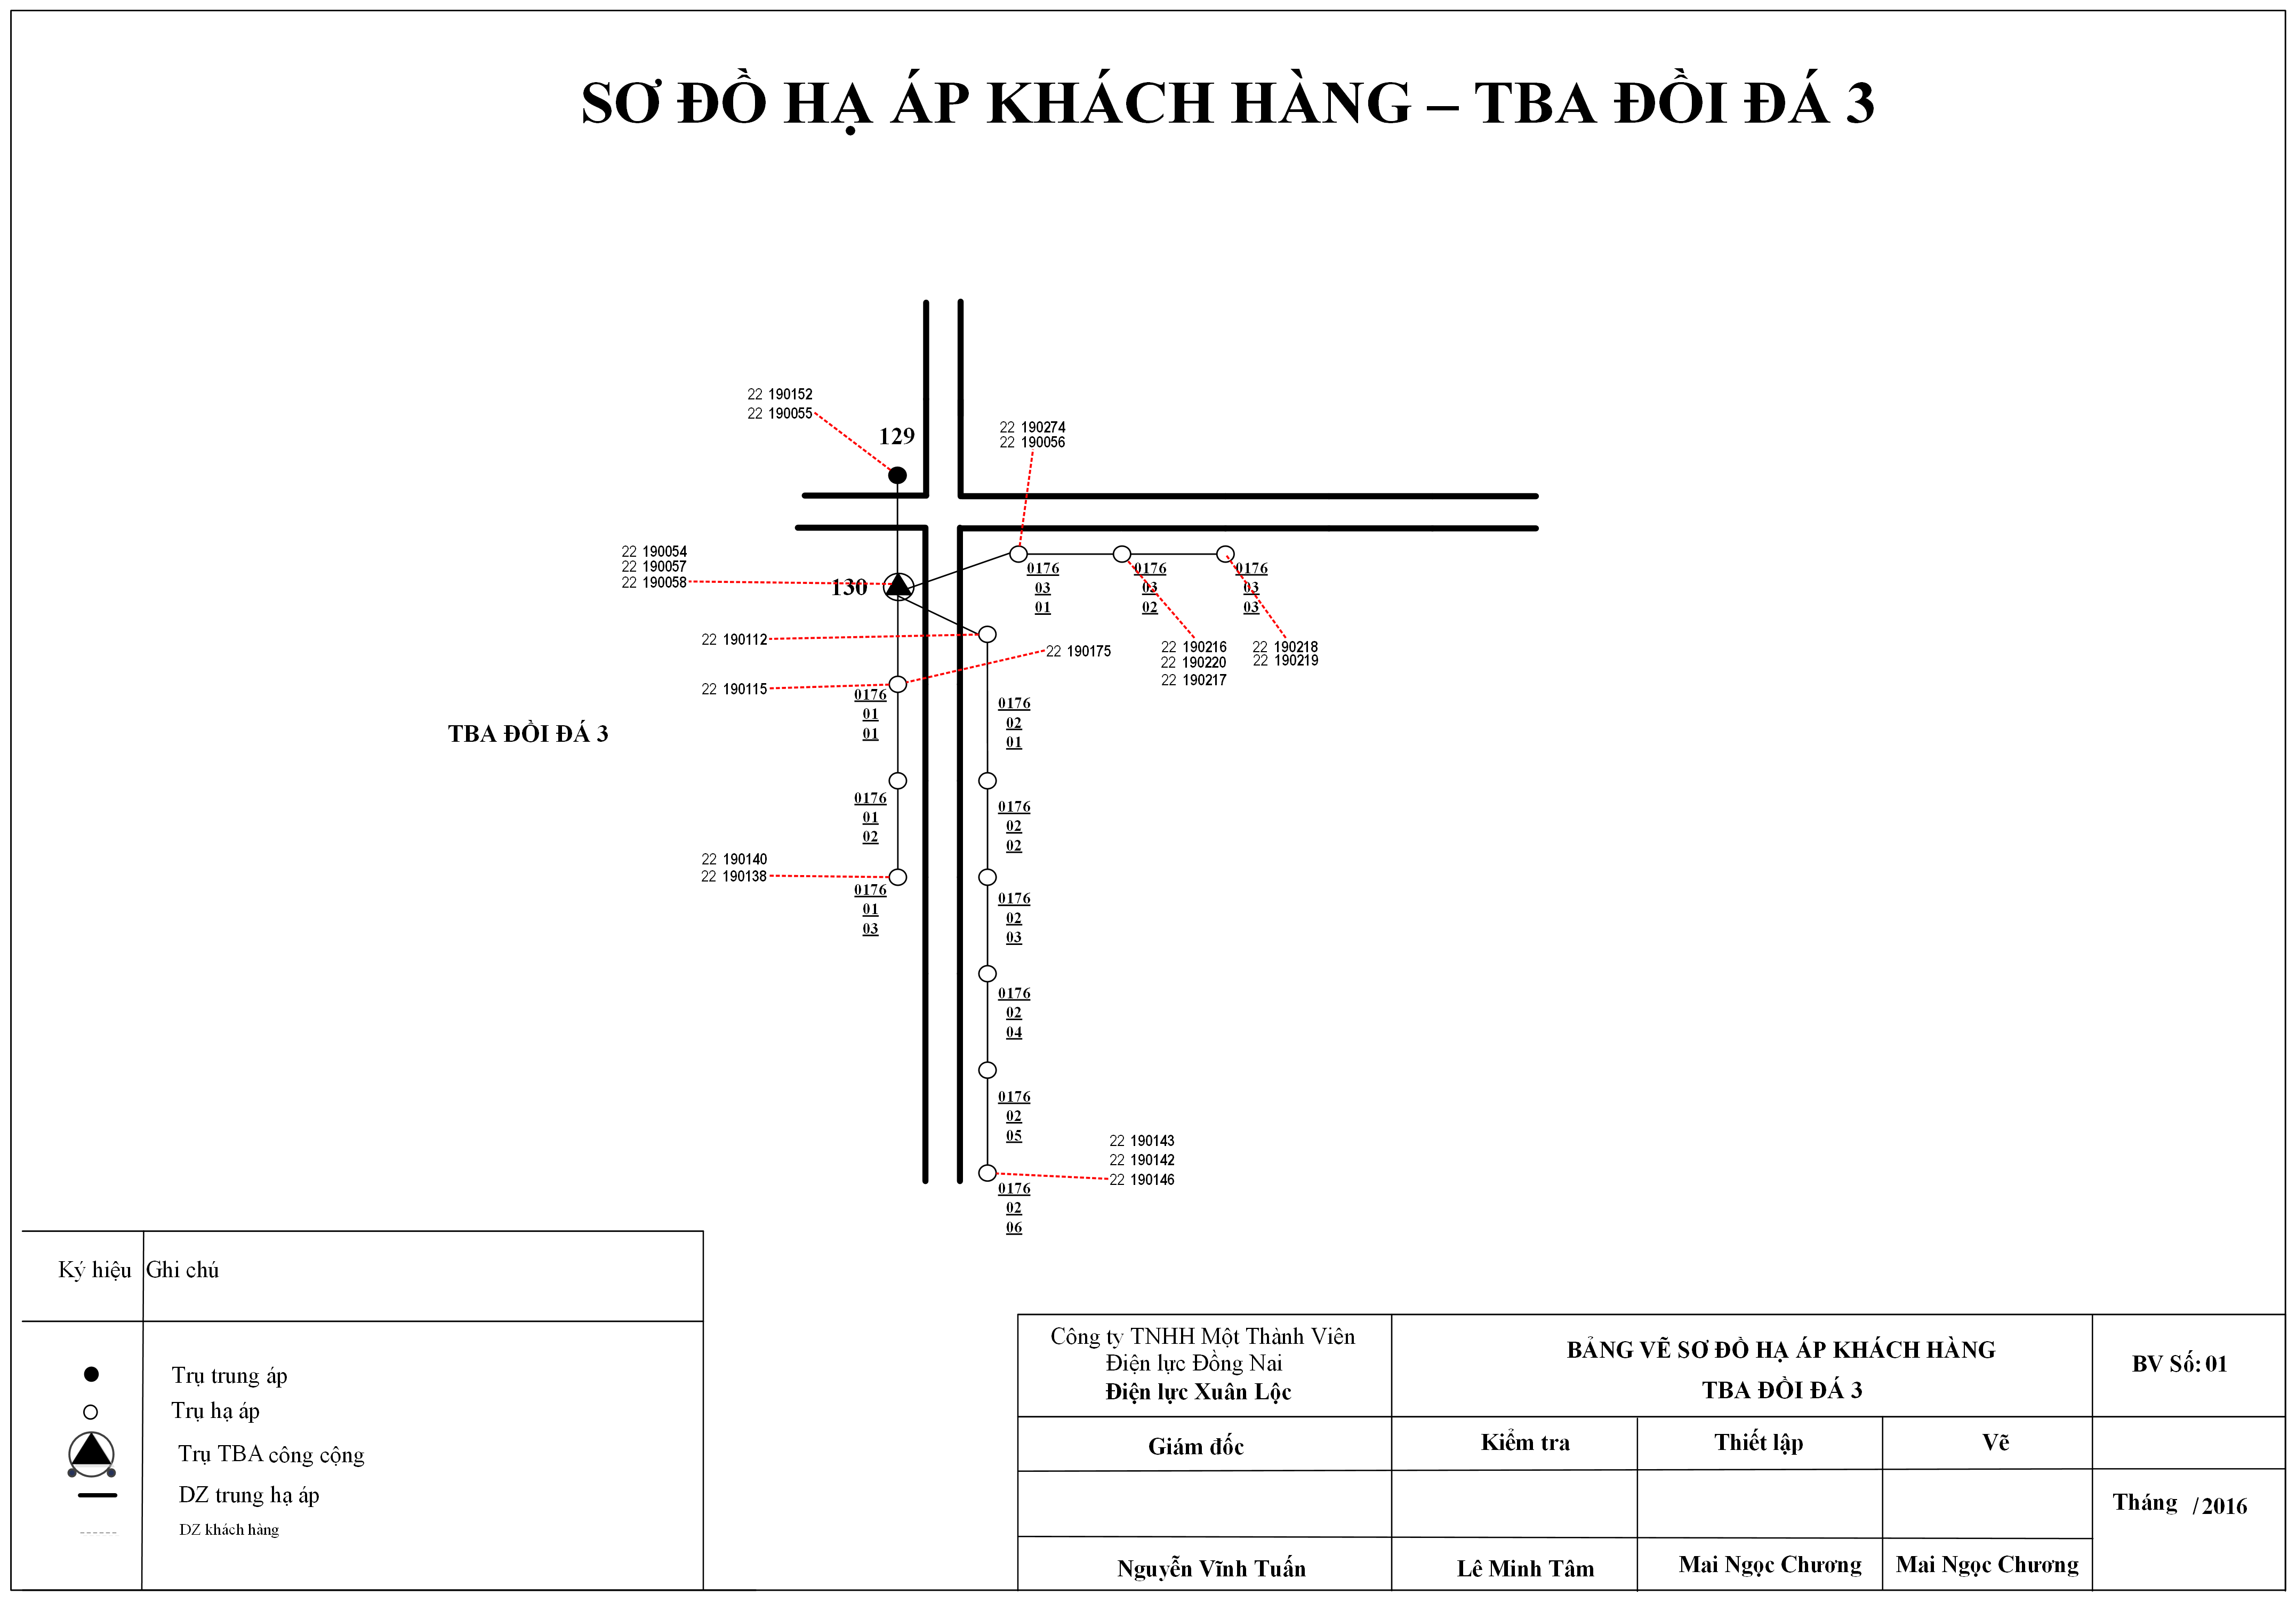 SƠ ĐỒ HẠ ÁP KHÁCH HÀNG – TBA ĐỒI ĐÁ 3
22 190152
22 190055
129
22 190274
22 190056
22 190054
22 190057
22 190058
130
0176
03
01
0176
03
02
0176
03
03
22 190112
22 190175
22 190216
22 190220
22 190217
22 190218
22 190219
22 190115
0176
01
01
0176
02
01
TBA ĐỒI ĐÁ 3
0176
01
02
0176
02
02
22 190140
22 190138
0176
01
03
0176
02
03
0176
02
04
0176
02
05
22 190143
22 190142
22 190146
0176
02
06
Ký hiệu Ghi chú
Trụ trung áp
Trụ hạ áp
Trụ TBA công cộng
DZ trung hạ áp
DZ khách hàng
Công ty TNHH Một Thành Viên
Điện lực Đồng Nai
Điện lực Xuân Lộc
BẢNG VẼ SƠ ĐỒ HẠ ÁP KHÁCH HÀNG
TBA ĐỒI ĐÁ 3
BV Số: 01
Giám đốc
Kiểm tra
Thiết lập
Vẽ
Tháng /2016
Nguyễn Vĩnh Tuấn
Lê Minh Tâm
Mai Ngọc Chương
Mai Ngọc Chương